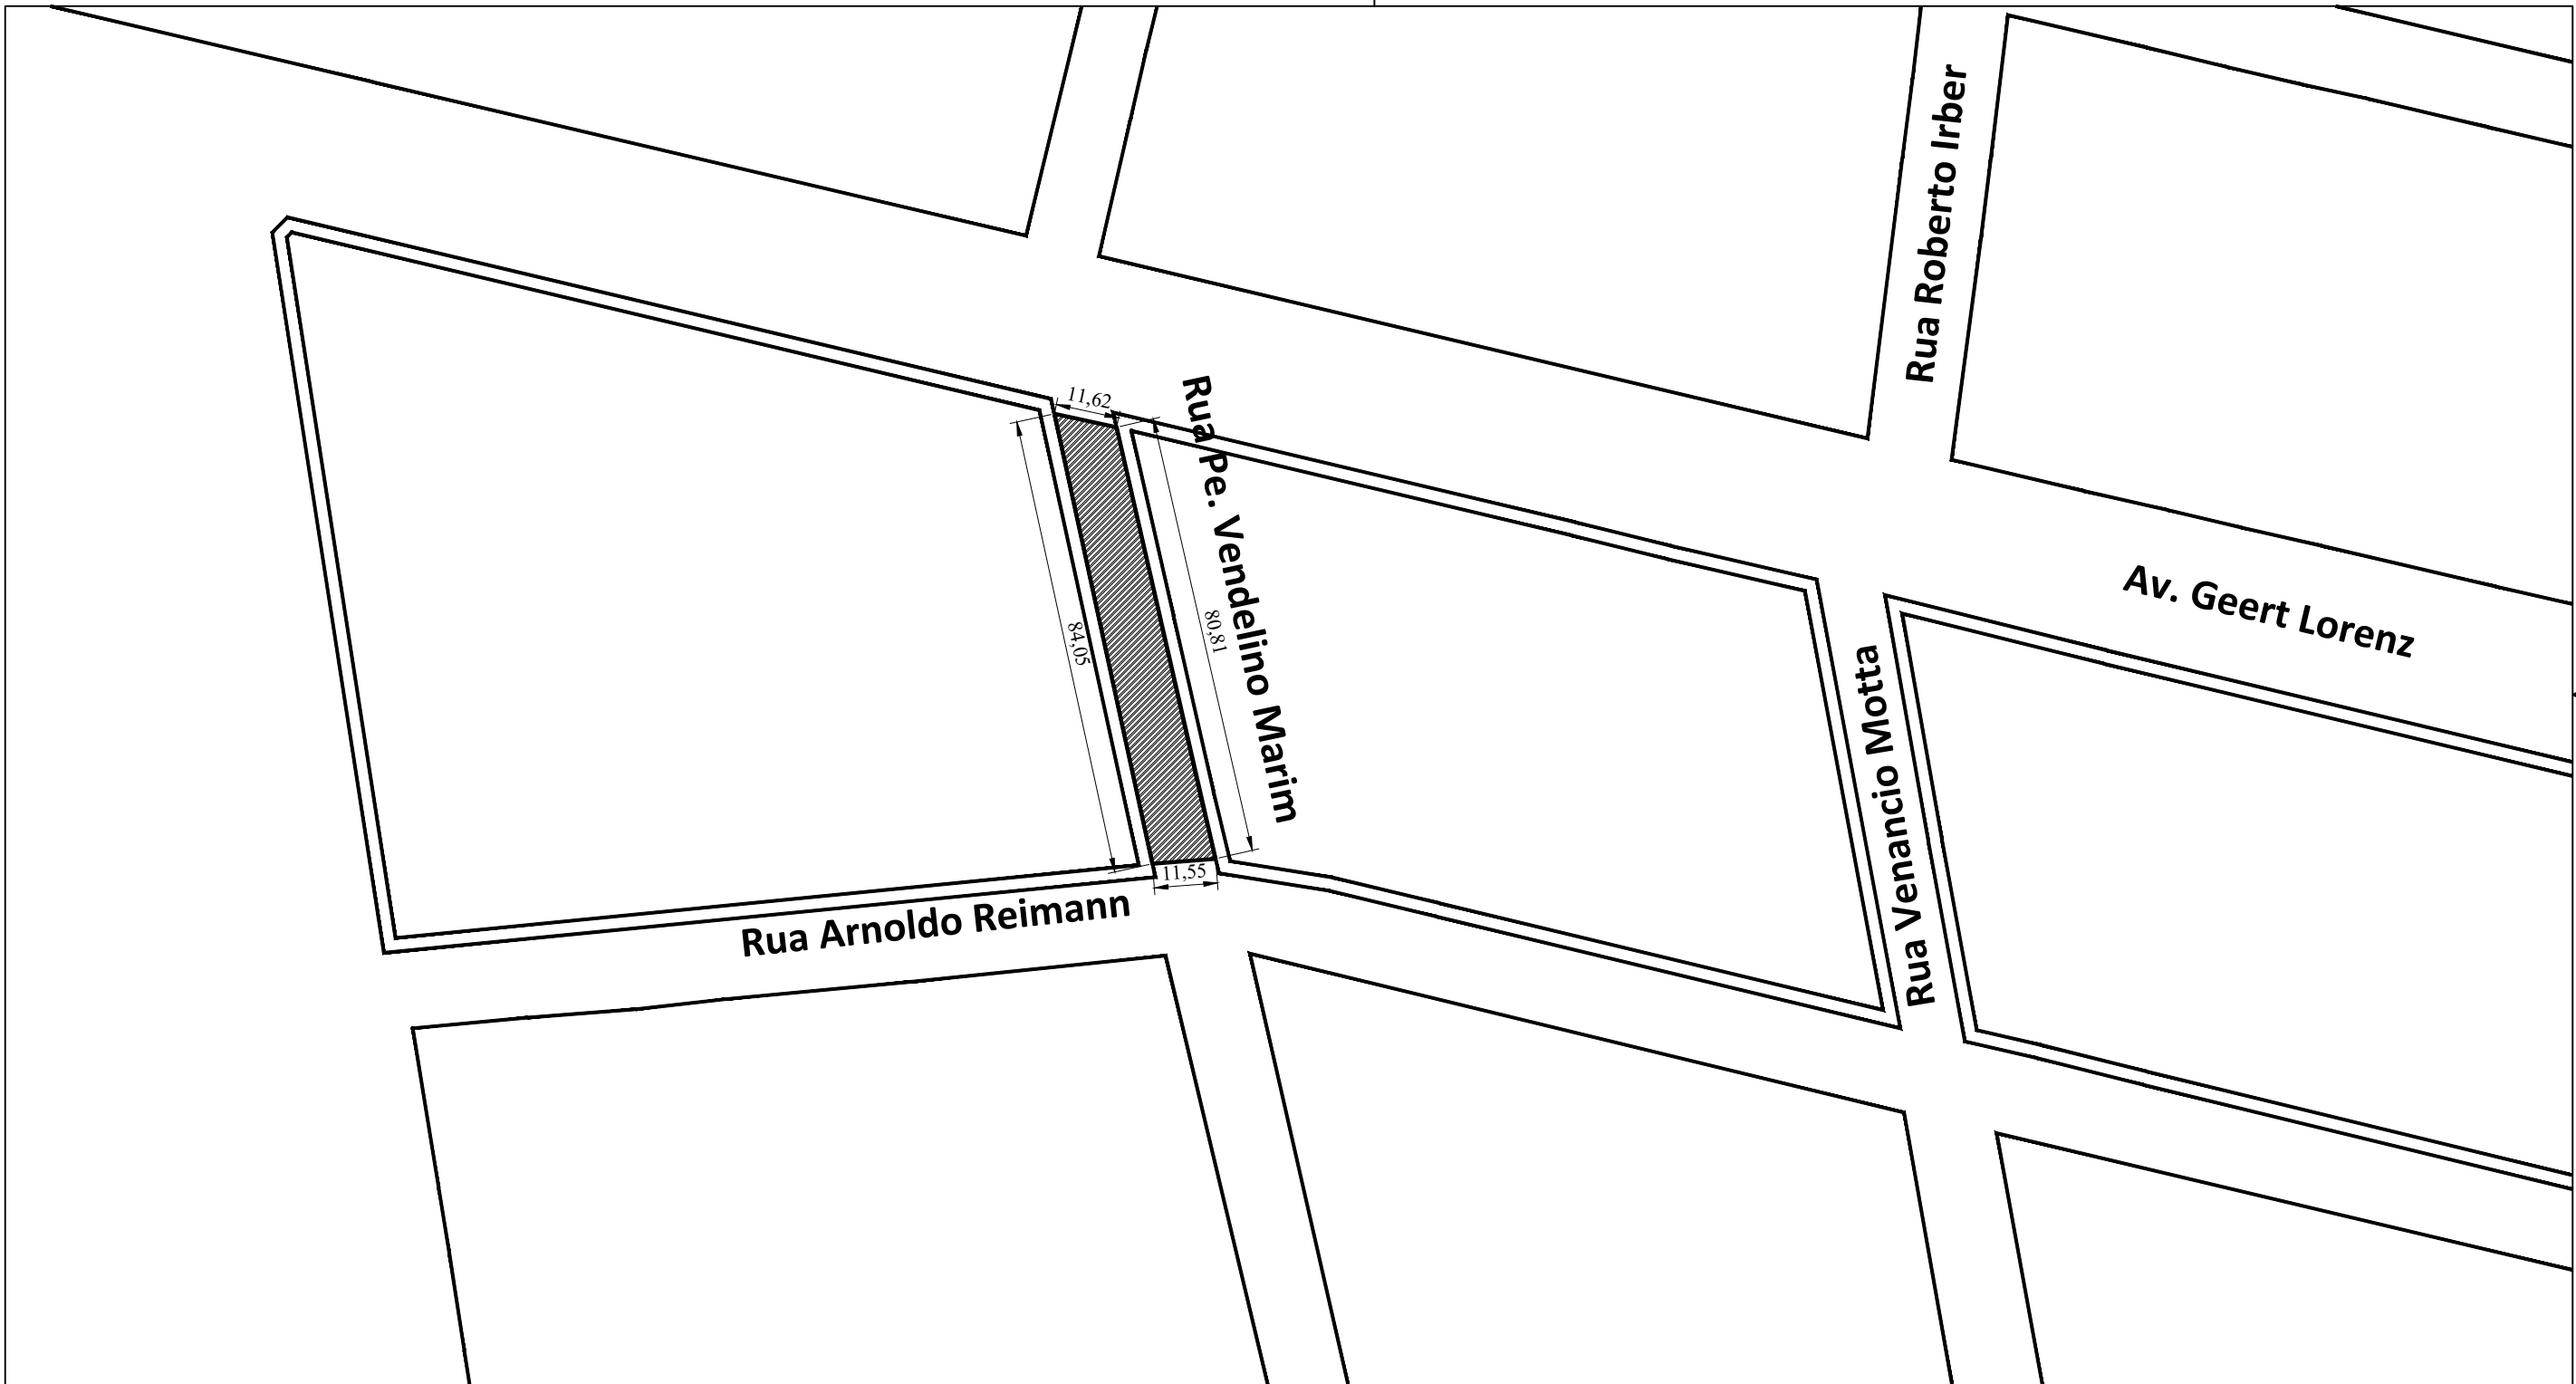 Rua Roberto Irber
11,62
Rua Pe. Vendelino Marim
84,05
80,81
Av. Geert Lorenz
Rua Venancio Motta
11,55
Rua Arnoldo Reimann